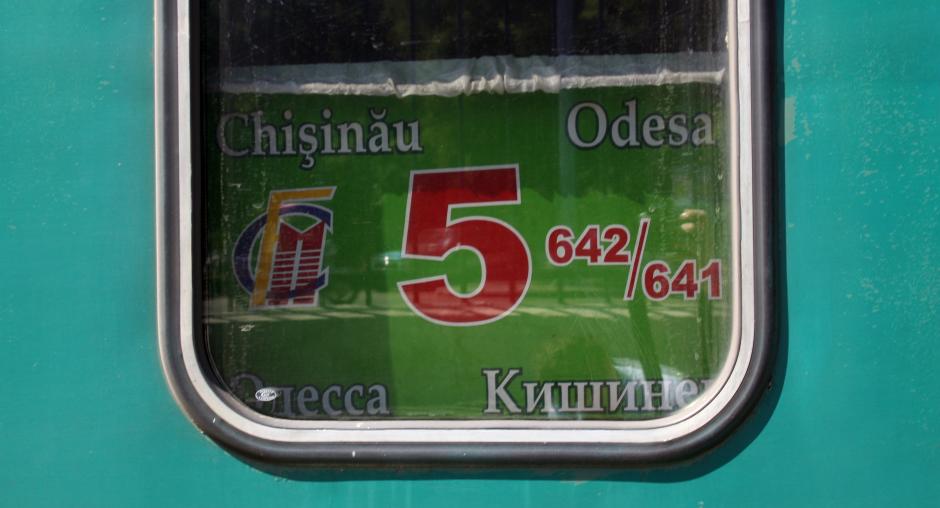 Chişinău Odesa
5 642/641
Одесса Кишинев